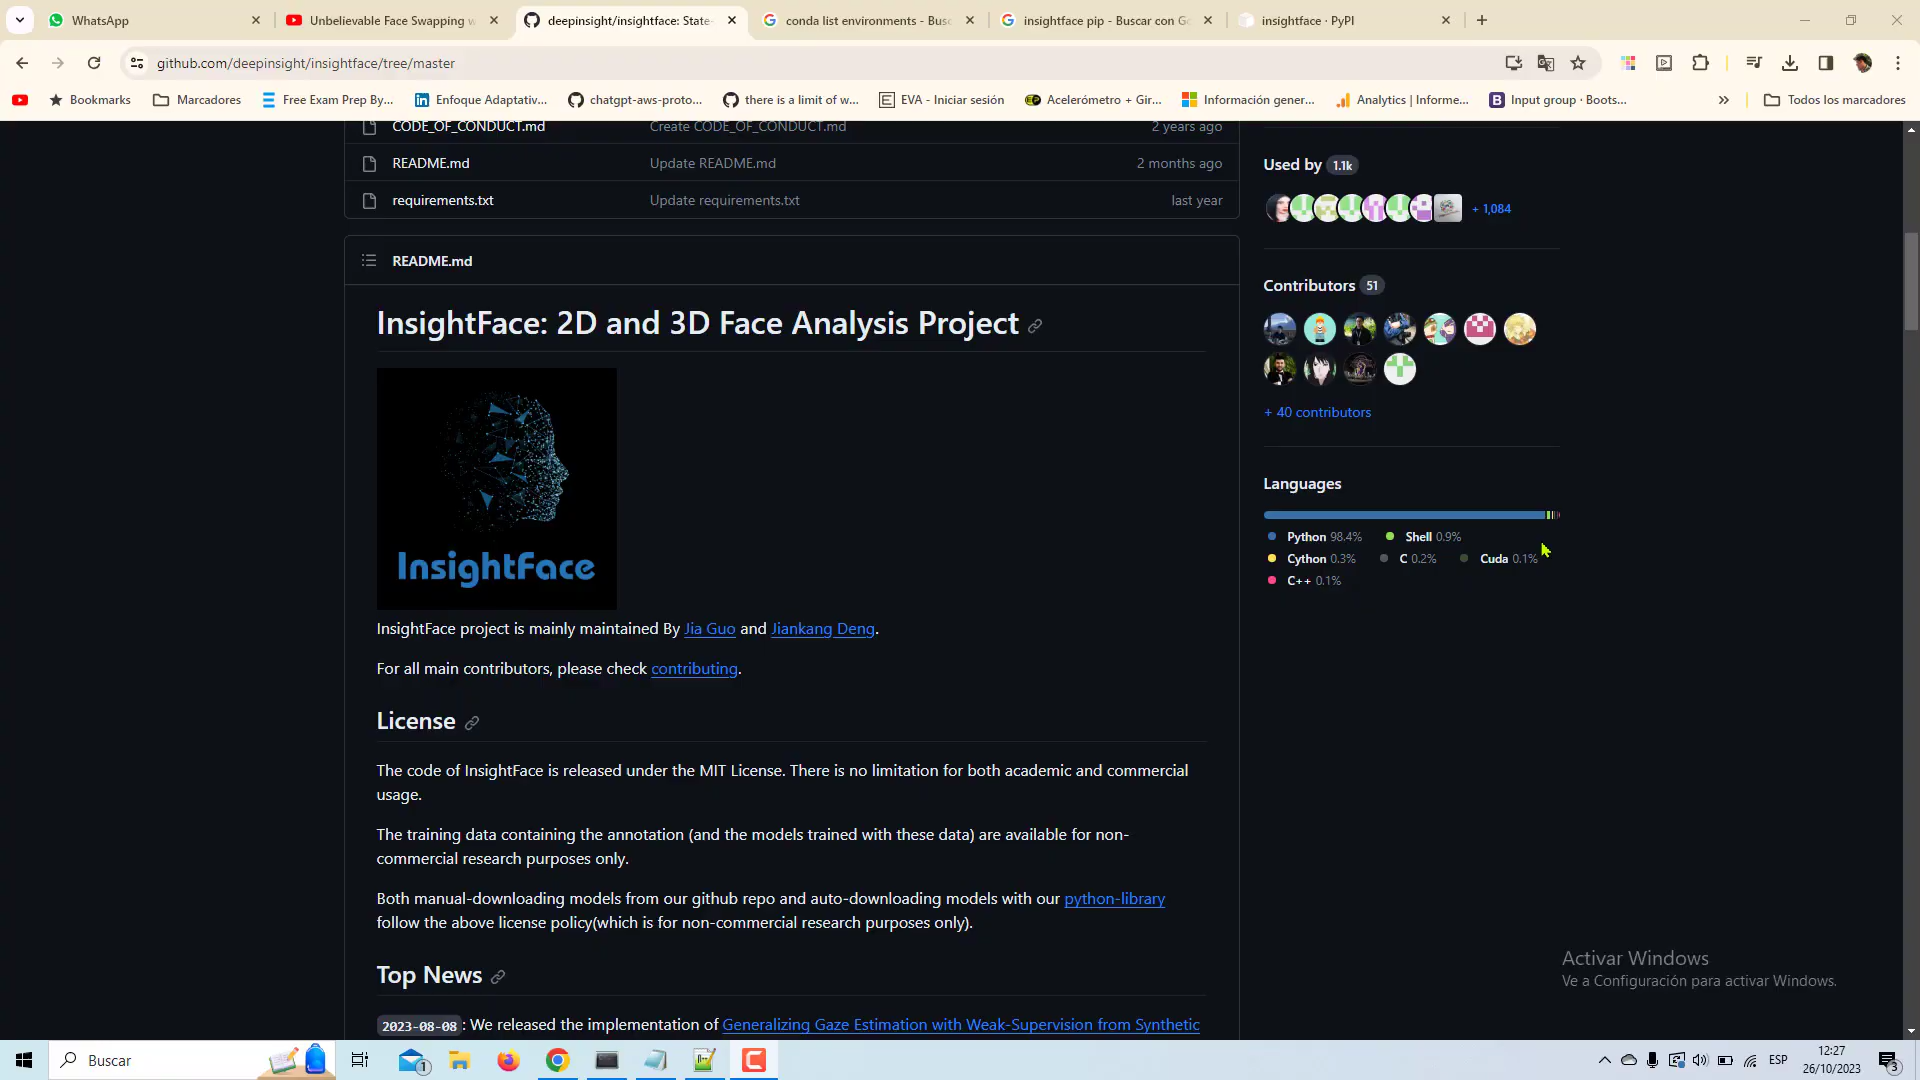 WhatsApp
Unbelievable Face Swapping w
deepinsight/insightface: State-
conda list environments - Busc
insightface pip - Buscar con Go
insightface · PyPI
github.com/deepinsight/insightface/tree/master
Bookmarks
Marcadores
Free Exam Prep By...
Enfoque Adaptativ...
chatgpt-aws-proto...
there is a limit of w...
EVA - Iniciar sesión
Acelerómetro + Gir...
Información gener...
Analytics | Informe...
Input group · Boots...
Todos los marcadores
CODE_OF_CONDUCT.md
Create CODE_OF_CONDUCT.md
2 years ago
README.md
Update README.md
2 months ago
requirements.txt
Update requirements.txt
last year
README.md
InsightFace: 2D and 3D Face Analysis Project
InsightFace
InsightFace project is mainly maintained By Jia Guo and Jiankang Deng.
For all main contributors, please check contributing.
License
The code of InsightFace is released under the MIT License. There is no limitation for both academic and commercial
usage.
The training data containing the annotation (and the models trained with these data) are available for non-
commercial research purposes only.
Both manual-downloading models from our github repo and auto-downloading models with our python-library
follow the above license policy(which is for non-commercial research purposes only).
Top News
2023-08-08: We released the implementation of Generalizing Gaze Estimation with Weak-Supervision from Synthetic
Used by 1.1k
+ 1,084
Contributors 51
+ 40 contributors
Languages
Python 98.4%
Shell 0.9%
Cython 0.3%
C 0.2%
Cuda 0.1%
C++ 0.1%
Activar Windows
Ve a Configuración para activar Windows.
Buscar
1
ESP
12:27
26/10/2023
3